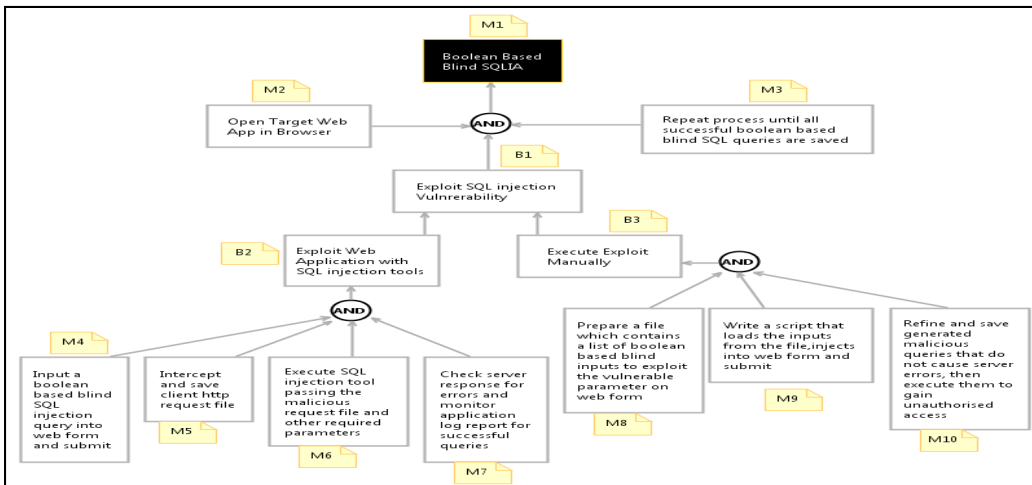 M1
Boolean Based
Blind SQLIA
M2
Open Target Web
App in Browser
AND
M3
Repeat process until all
successful boolean based
blind SQL queries are saved
B1
Exploit SQL injection
Vulnrerability
B2
Exploit Web
Application with
SQL injection tools
B3
Execute Exploit
Manually
AND
AND
M4
Input a
boolean
based blind
SQL
injection
query into
web form
and submit
Intercept
and save
client http
request file
M5
Execute SQL
injection tool
passing the
malicious
request file and
other required
parameters
M6
Check server
response for
errors and
monitor
application
log report for
successful
queries
M7
Prepare a file
which contains
a list of boolean
based blind
inputs to exploit
the vulnerable
parameter on
web form
M8
Write a script that
loads the inputs
from the file,injects
into web form and
submit
M9
Refine and save
generated
malicious
queries that do
not cause server
errors, then
execute them to
gain
unauthorised
access
M10